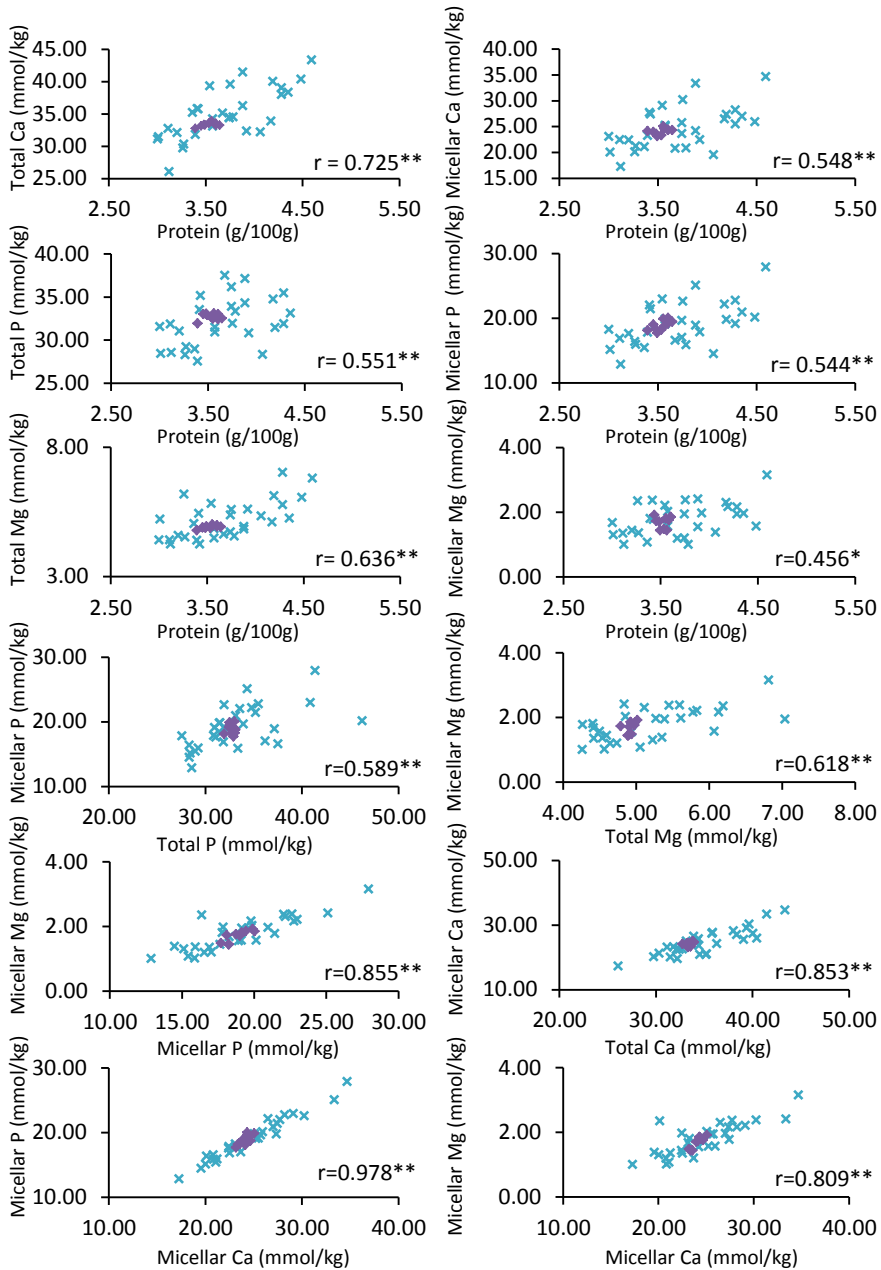 Total Ca (mmol/kg)
45.00
40.00
35.00
30.00
25.00
r = 0.725**
2.50 3.50 4.50 5.50
Protein (g/100g)
Micellar Ca (mmol/kg)
40.00
35.00
30.00
25.00
20.00
15.00
r= 0.548**
2.50 3.50 4.50 5.50
Protein (g/100g)
Total P (mmol/kg)
40.00
35.00
30.00
25.00
r= 0.551**
2.50 3.50 4.50 5.50
Protein (g/100g)
Micellar P (mmol/kg)
30.00
20.00
10.00
r= 0.544**
2.50 3.50 4.50 5.50
Protein (g/100g)
Total Mg (mmol/kg)
8.00
3.00
r= 0.636**
2.50 3.50 4.50 5.50
Protein (g/100g)
Micellar Mg (mmol/kg)
4.00
2.00
0.00
r=0.456*
2.50 3.50 4.50 5.50
Protein (g/100g)
Micellar P (mmol/kg)
30.00
20.00
10.00
r=0.589**
20.00 30.00 40.00 50.00
Total P (mmol/kg)
Micellar Mg (mmol/kg)
4.00
2.00
0.00
r=0.618**
4.00 5.00 6.00 7.00 8.00
Total Mg (mmol/kg)
Micellar Mg (mmol/kg)
4.00
2.00
0.00
r=0.855**
10.00 15.00 20.00 25.00 30.00
Micellar P (mmol/kg)
Micellar Ca (mmol/kg)
50.00
30.00
10.00
r=0.853**
20.00 30.00 40.00 50.00
Total Ca (mmol/kg)
Micellar P (mmol/kg)
30.00
20.00
10.00
r=0.978**
10.00 20.00 30.00 40.00
Micellar Ca (mmol/kg)
Micellar Mg (mmol/kg)
4.00
2.00
0.00
r=0.809**
10.00 20.00 30.00 40.00
Micellar Ca (mmol/kg)